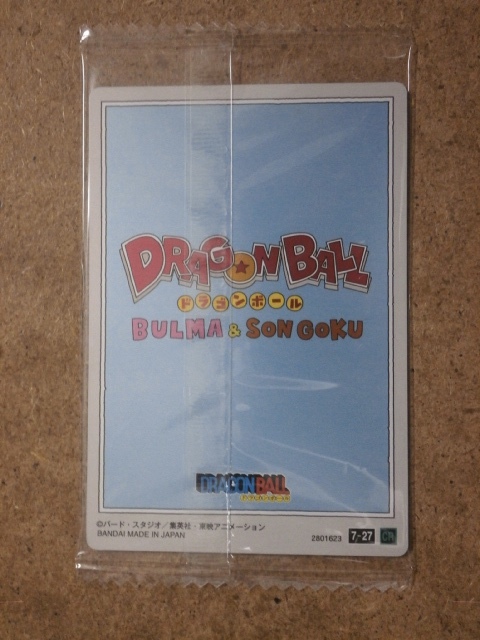 DRAGON BALL
ドラゴンボール
BULMA & SON GOKU
DRAGONBALL
©バード・スタジオ／集英社・東映アニメーション
BANDAI MADE IN JAPAN
2801623 7-27